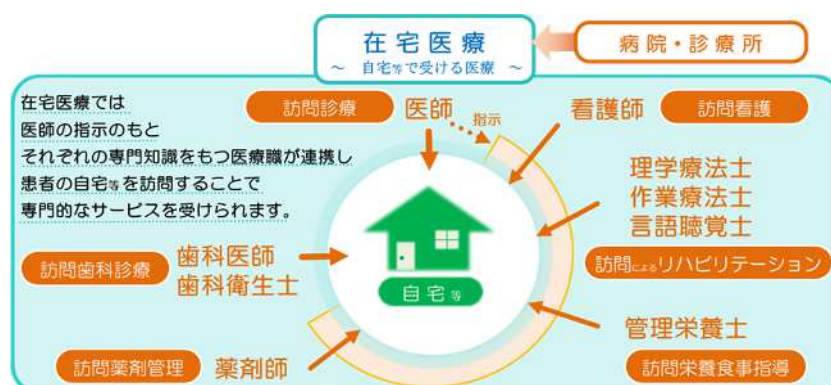 在宅医療
～ 自宅等で受ける医療 ～
病院・診療所
在宅医療では
医師の指示のもと
それぞれの専門知識をもつ医療職が連携し
患者の自宅等を訪問することで
専門的なサービスを受けられます。
訪問診療
医師
指示
看護師
訪問看護
理学療法士
作業療法士
言語聴覚士
訪問によるリハビリテーション
訪問歯科診療
歯科医師
歯科衛生士
自宅等
管理栄養士
訪問栄養食事指導
訪問薬剤管理
薬剤師